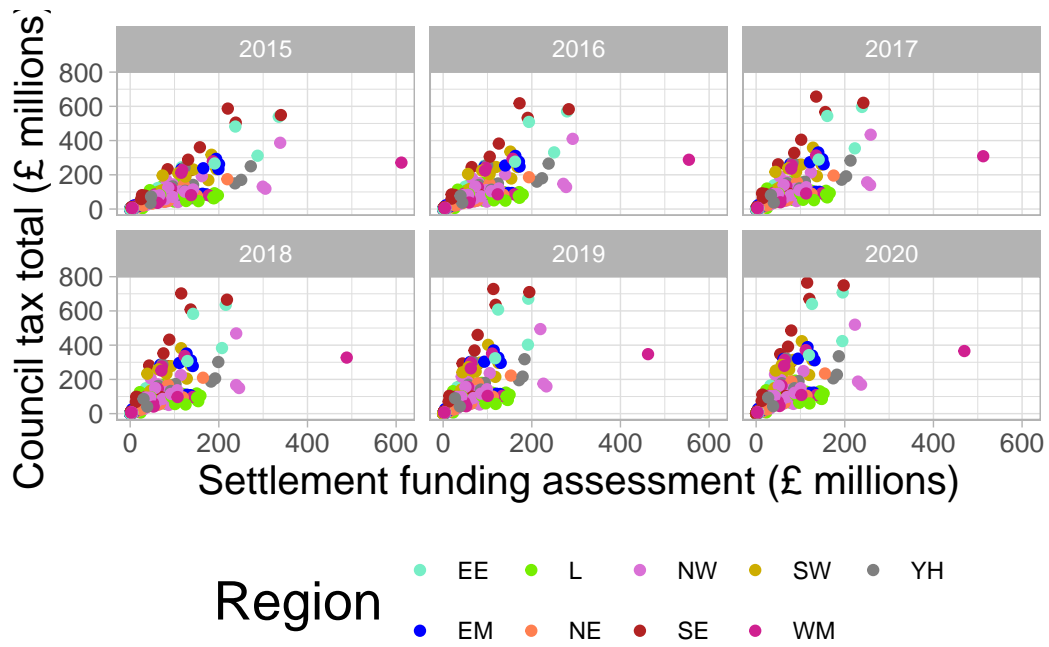 Council tax total (£ millions)
2015 2016 2017
800
600
400
200
0
2018 2019 2020
800
600
400
200
0
0 200 400 600 0 200 400 600 0 200 400 600
Settlement funding assessment (£ millions)
Region
EE L NW SW YH
EM NE SE WM